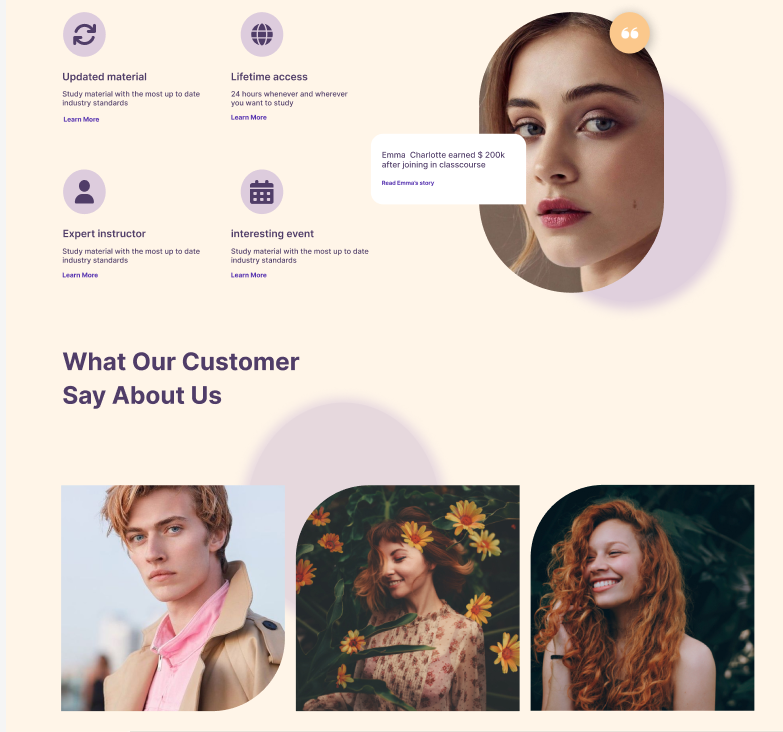 Updated material
Study material with the most up to date
industry standards
Learn More
Lifetime access
24 hours whenever and wherever
you want to study
Learn More
Emma Charlotte earned $ 200k
after joining in classcourse
Read Emma's story
Expert instructor
Study material with the most up to date
industry standards
Learn More
interesting event
Study material with the most up to date
industry standards
Learn More
What Our Customer
Say About Us